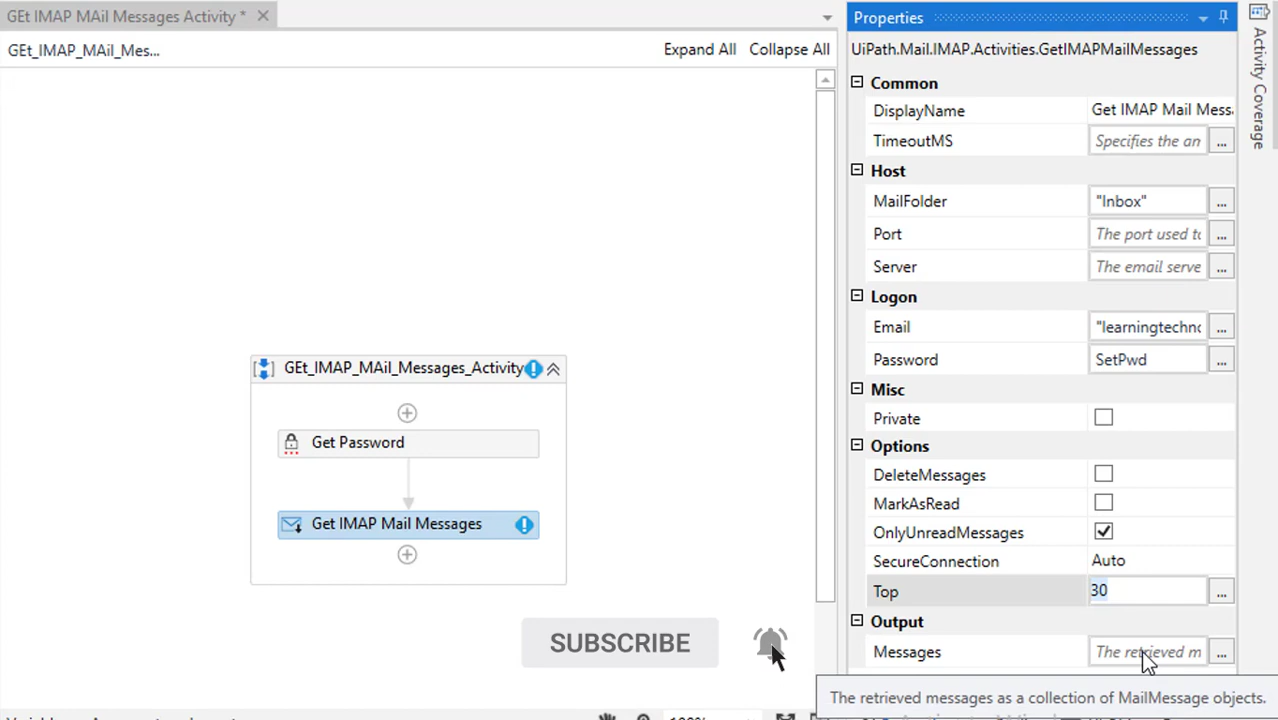 GEt IMAP MAil Messages Activity *
Properties
GEt_IMAP_MAil_Mes...
Expand All
Collapse All
UiPath.Mail.IMAP.Activities.GetIMAPMailMessages
Common
DisplayName Get IMAP Mail Mess
TimeoutMS Specifies the an ...
Host
MailFolder "Inbox" ...
Port The port used to ...
Server The email serve ...
Logon
Email "learningtechno ...
Password SetPwd ...
Misc
Private
Options
DeleteMessages
MarkAsRead
OnlyUnreadMessages
SecureConnection Auto
Top 30 ...
Output
Messages The retrieved m ...
The retrieved messages as a collection of MailMessage objects.
Activity Coverage
GEt_IMAP_MAil_Messages_Activity
Get Password
Get IMAP Mail Messages
SUBSCRIBE